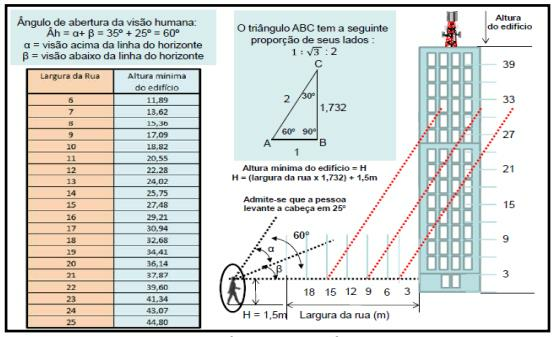 Ângulo de abertura da visão humana:
Âh = α+ β = 35º + 25º = 60º
α = visão acima da linha do horizonte
β = visão abaixo da linha do horizonte
Largura da Rua Altura mínima do edifício
6 11,89
7 13,62
8 15,36
9 17,09
10 18,82
11 20,55
12 22,28
13 24,02
14 25,75
15 27,48
16 29,21
17 30,94
18 32,68
19 34,41
20 36,14
21 37,87
22 39,60
23 41,34
24 43,07
25 44,80
O triângulo ABC tem a seguinte
proporção de seus lados :
1 : √3 : 2
C
2
30º
1,732
60º 90º
A B
1
Altura mínima do edifício = H
H = (largura da rua x 1,732) + 1,5m
Admite-se que a pessoa
levante a cabeça em 25º
60º
α
β
H = 1,5m
18 15 12 9 6 3
Largura da rua (m)
Altura
do edifício
39
33
27
21
15
9
3